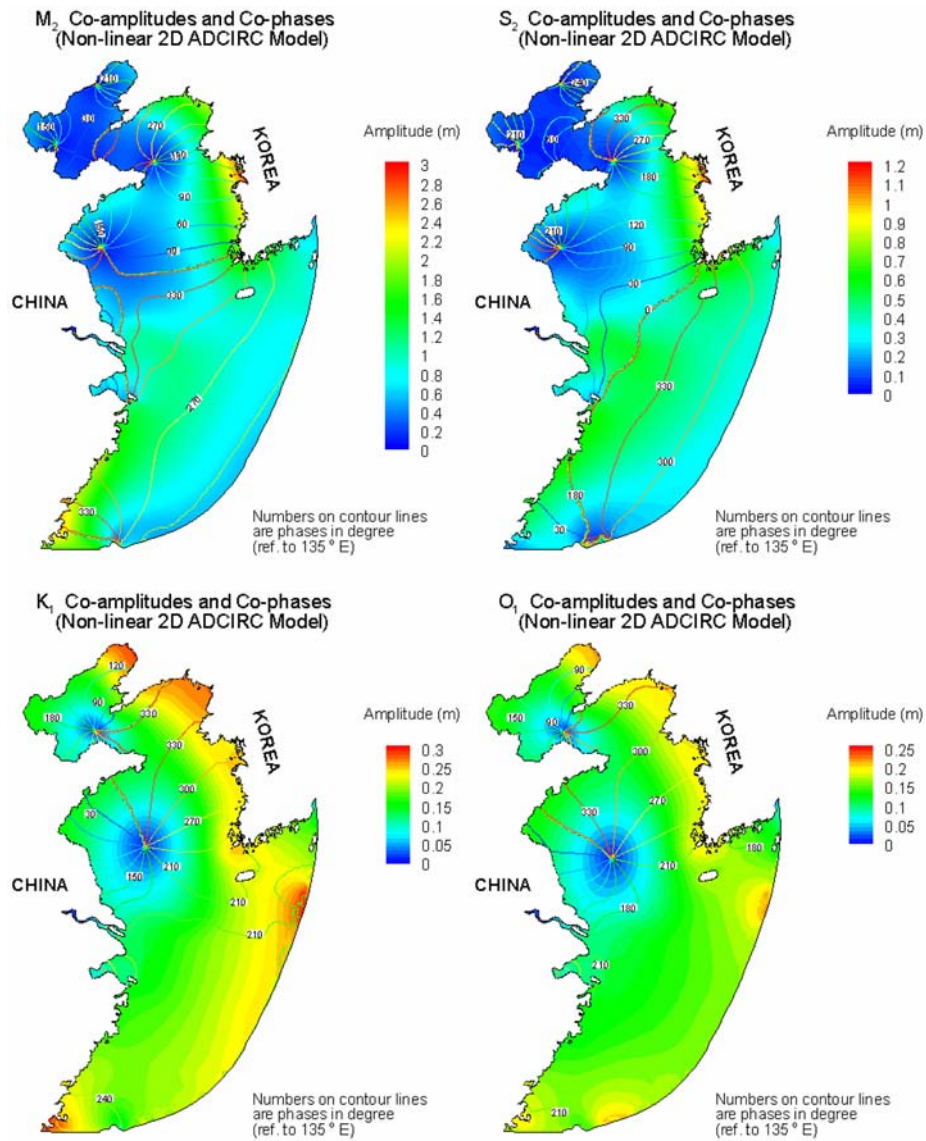 M2 Co-amplitudes and Co-phases
(Non-linear 2D ADCIRC Model)
210
150
30
270
KOREA
90
60
150
30
330
CHINA
270
330
Amplitude (m)
3
2.8
2.6
2.4
2.2
2
1.8
1.6
1.4
1.2
1
0.8
0.6
0.4
0.2
0
Numbers on contour lines
are phases in degree
(ref. to 135 ° E)
S2 Co-amplitudes and Co-phases
(Non-linear 2D ADCIRC Model)
240
330
210
270
KOREA
180
120
210
90
30
0
CHINA
330
300
180
30
Amplitude (m)
1.2
1.1
1
0.9
0.8
0.7
0.6
0.5
0.4
0.3
0.2
0.1
0
Numbers on contour lines
are phases in degree
(ref. to 135 ° E)
K1 Co-amplitudes and Co-phases
(Non-linear 2D ADCIRC Model)
120
90
180
330
KOREA
330
300
30
270
210
150
CHINA
210
210
240
Amplitude (m)
0.3
0.25
0.2
0.15
0.1
0.05
0
Numbers on contour lines
are phases in degree
(ref. to 135 ° E)
O1 Co-amplitudes and Co-phases
(Non-linear 2D ADCIRC Model)
90
330
150
90
KOREA
300
330
270
210
180
180
CHINA
210
210
Amplitude (m)
0.25
0.2
0.15
0.1
0.05
0
Numbers on contour lines
are phases in degree
(ref. to 135 ° E)